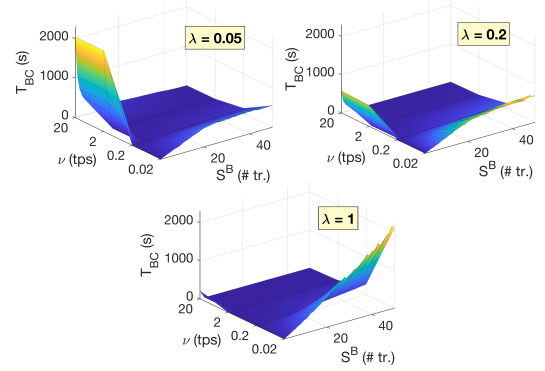 λ = 0.05
2000
1000
0
T_BC (s)
20
2
0.2
0.02
ν (tps)
20
40
S^B (# tr.)
λ = 0.2
2000
1000
0
T_BC (s)
20
2
0.2
0.02
ν (tps)
20
40
S^B (# tr.)
λ = 1
2000
1000
0
T_BC (s)
20
2
0.2
0.02
ν (tps)
20
40
S^B (# tr.)